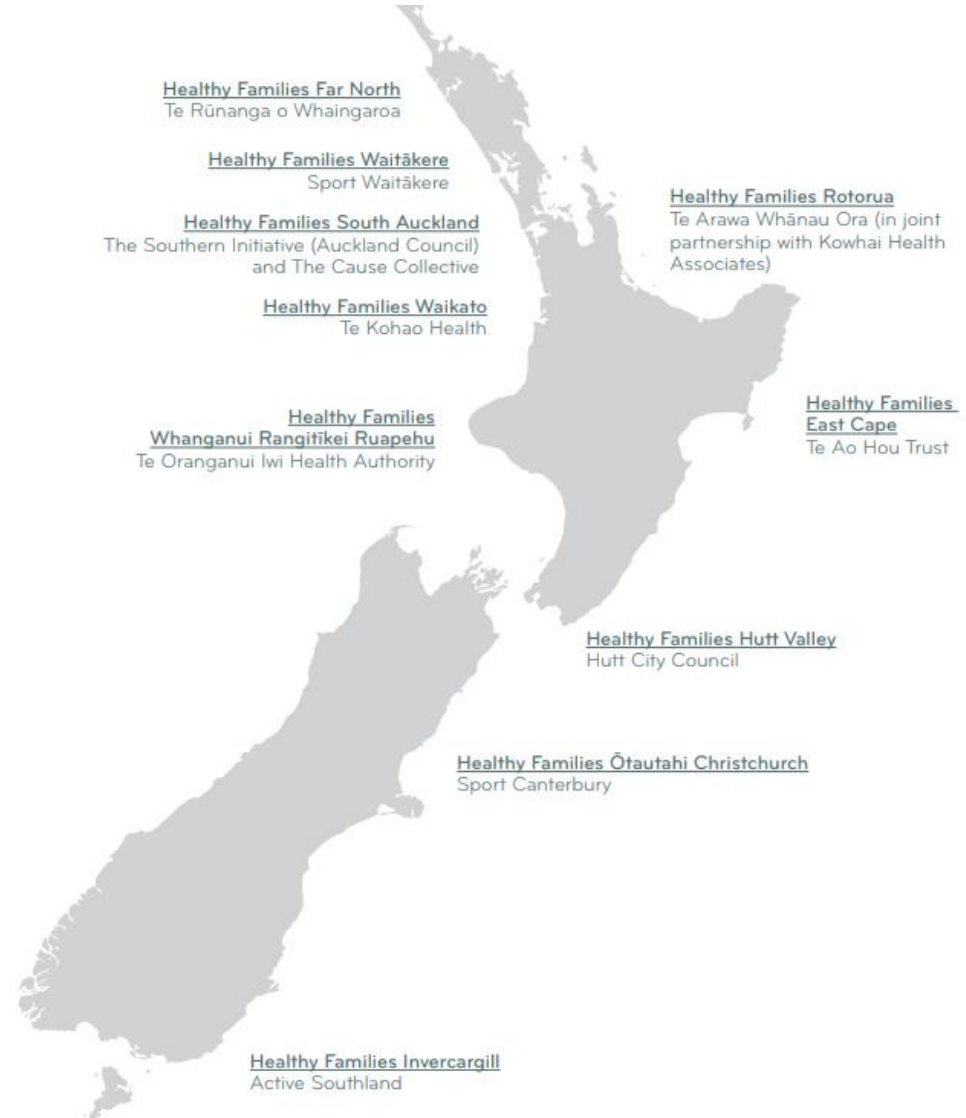 Healthy Families Far North
Te Rūnanga o Whaingaroa
Healthy Families Waitākere
Sport Waitākere
Healthy Families South Auckland
The Southern Initiative (Auckland Council)
and The Cause Collective
Healthy Families Waikato
Te Kohao Health
Healthy Families Rotorua
Te Arawa Whānau Ora (in joint
partnership with Kowhai Health
Associates)
Healthy Families
Whanganui Rangitīkei Ruapehu
Te Oranganui Iwi Health Authority
Healthy Families
East Cape
Te Ao Hou Trust
Healthy Families Hutt Valley
Hutt City Council
Healthy Families Ōtautahi Christchurch
Sport Canterbury
Healthy Families Invercargill
Active Southland